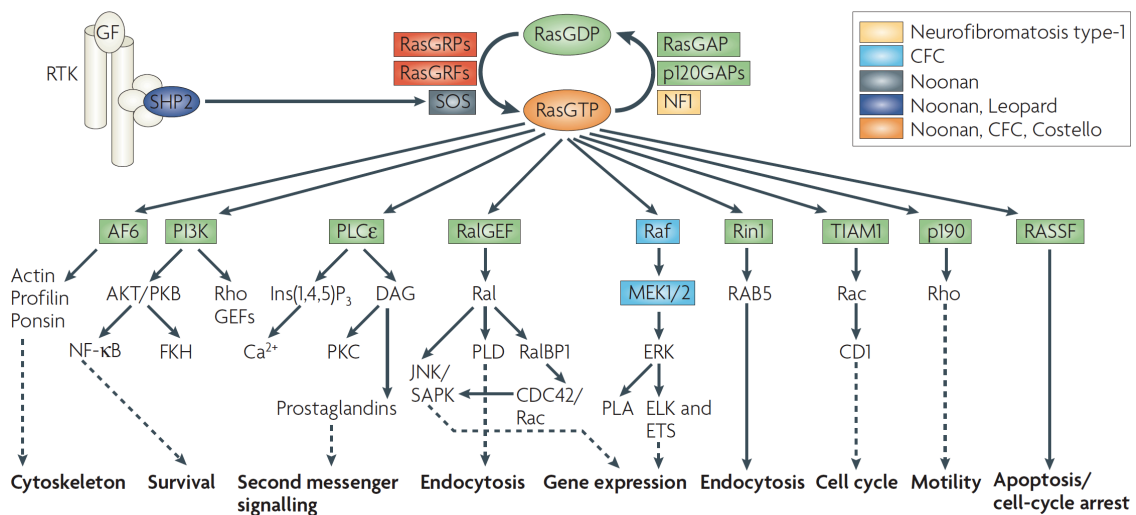 GF
RTK
SHP2
RasGRPs
RasGRFs
SOS
RasGDP
RasGTP
RasGAP
p120GAPs
NF1
Neurofibromatosis type-1
CFC
Noonan
Noonan, Leopard
Noonan, CFC, Costello
AF6
PI3K
PLCε
RalGEF
Raf
Rin1
TIAM1
p190
RASSF
Actin
Profilin
Ponsin
AKT/PKB
Rho
GEFs
Ins(1,4,5)P₃
DAG
Ral
MEK1/2
RAB5
Rac
Rho
NF-κB
FKH
Ca²⁺
PKC
JNK/
SAPK
PLD
RalBP1
ERK
CD1
Prostaglandins
CDC42/
Rac
PLA
ELK and
ETS
Cytoskeleton
Survival
Second messenger
signalling
Endocytosis
Gene expression
Endocytosis
Cell cycle
Motility
Apoptosis/
cell-cycle arrest